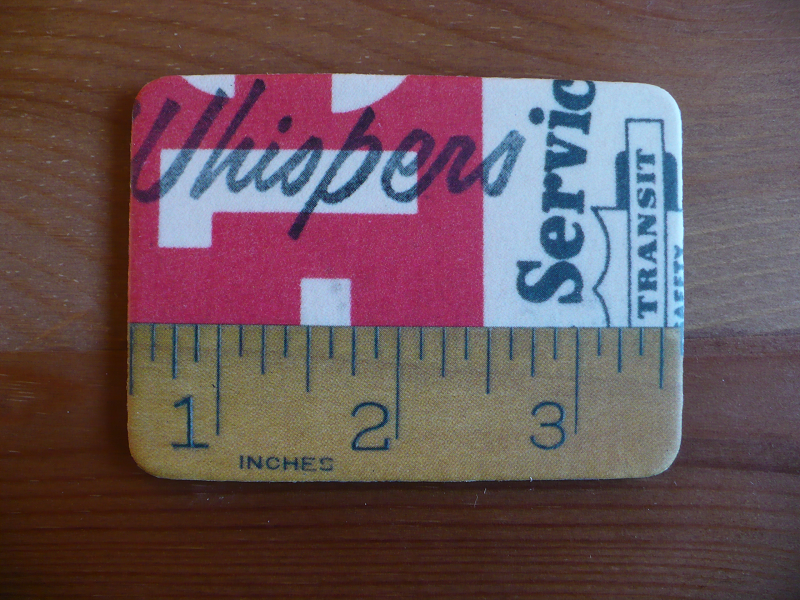 Whispers
Servic
TRANSIT
1 2 3
INCHES